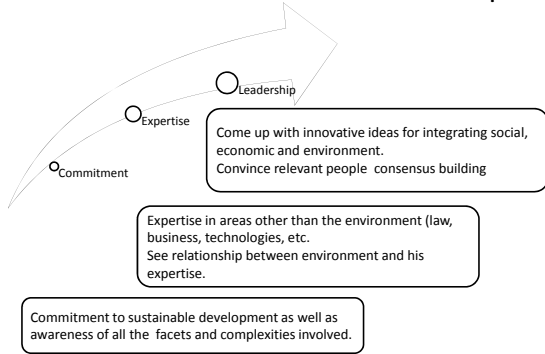 Leadership
Expertise
Commitment
Come up with innovative ideas for integrating social,
economic and environment.
Convince relevant people  consensus building
Expertise in areas other than the environment (law,
business, technologies, etc.
See relationship between environment and his
expertise.
Commitment to sustainable development as well as
awareness of all the  facets and complexities involved.